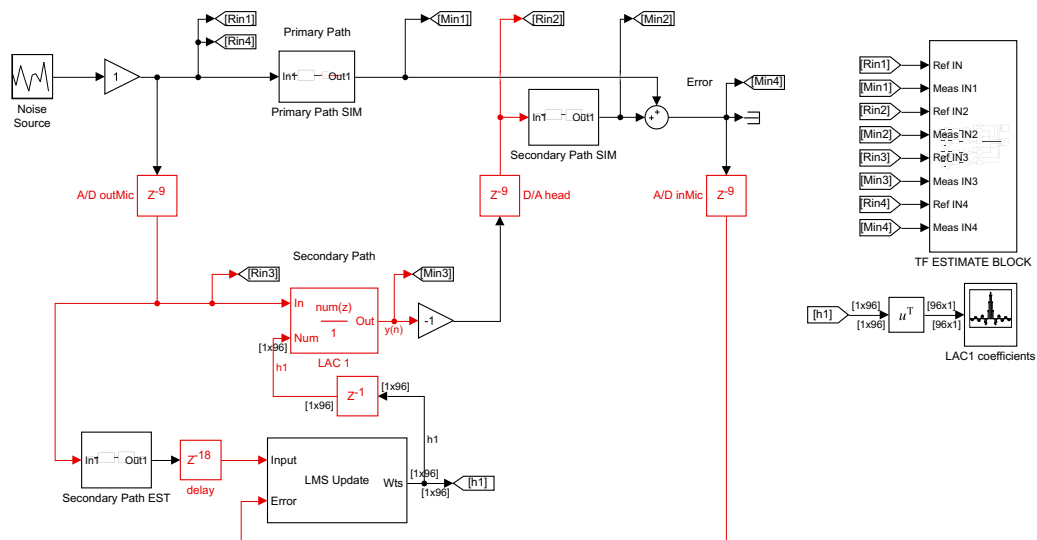 [Rin1]
[Rin4]
[Min1]
[Rin2]
[Min2]
Primary Path
In1 Out1
Primary Path SIM
Noise
Source
1
Error
[Min4]
In1 Out1
Secondary Path SIM
+
+
A/D outMic
Z-9
Z-9
D/A head
A/D inMic
Z-9
[Rin1] Ref IN
[Min1] Meas IN1
[Rin2] Ref IN2
[Min2] Meas IN2
[Rin3] Ref IN3
[Min3] Meas IN3
[Rin4] Ref IN4
[Min4] Meas IN4
TF ESTIMATE BLOCK
Secondary Path
[Rin3]
[Min3]
In
num(z)
1
Out
Num
y(n)
-1
[1x96]
h1
LAC 1
Z-1
[1x96]
[1x96]
h1
[h1]
[1x96]
[1x96]
uT
[96x1]
[96x1]
LAC1 coefficients
In1 Out1
Secondary Path EST
Z-18
delay
Input
LMS Update
Wts
Error
[1x96]
[1x96]
[h1]